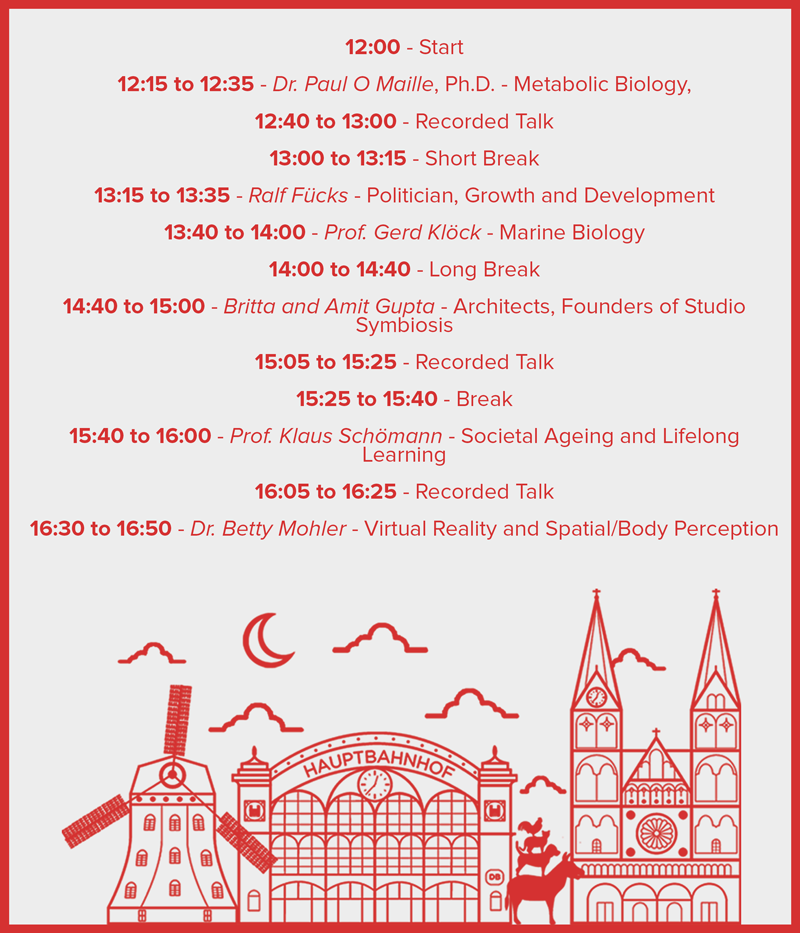 12:00 - Start
12:15 to 12:35 - Dr. Paul O Maille, Ph.D. - Metabolic Biology,
12:40 to 13:00 - Recorded Talk
13:00 to 13:15 - Short Break
13:15 to 13:35 - Ralf Fücks - Politician, Growth and Development
13:40 to 14:00 - Prof. Gerd Klöck - Marine Biology
14:00 to 14:40 - Long Break
14:40 to 15:00 - Britta and Amit Gupta - Architects, Founders of Studio
Symbiosis
15:05 to 15:25 - Recorded Talk
15:25 to 15:40 - Break
15:40 to 16:00 - Prof. Klaus Schömann - Societal Ageing and Lifelong
Learning
16:05 to 16:25 - Recorded Talk
16:30 to 16:50 - Dr. Betty Mohler - Virtual Reality and Spatial/Body Perception
HAUPTBAHNHOF
DB